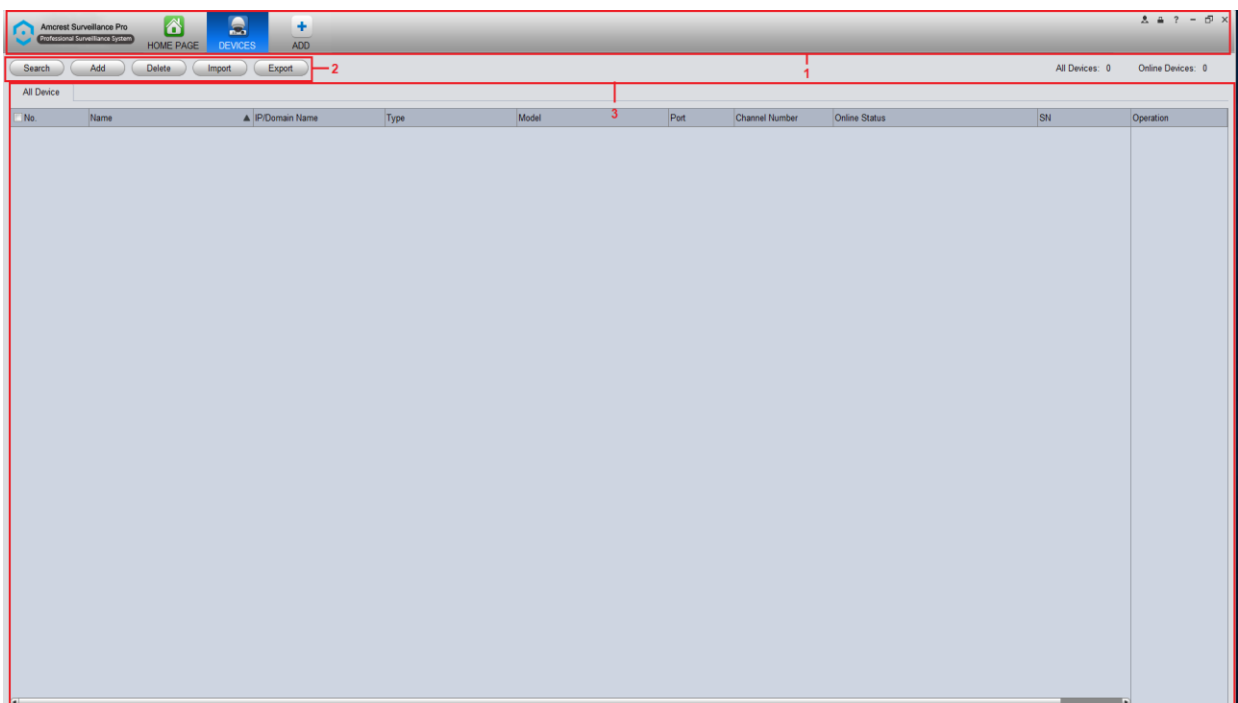 Amcrest Surveillance Pro
Professional Surveillance System
HOME PAGE DEVICES ADD
? 
1
Search Add Delete Import Export 2 All Devices: 0 Online Devices: 0
All Device
3
No. Name IP/Domain Name Type Model Port Channel Number Online Status SN Operation